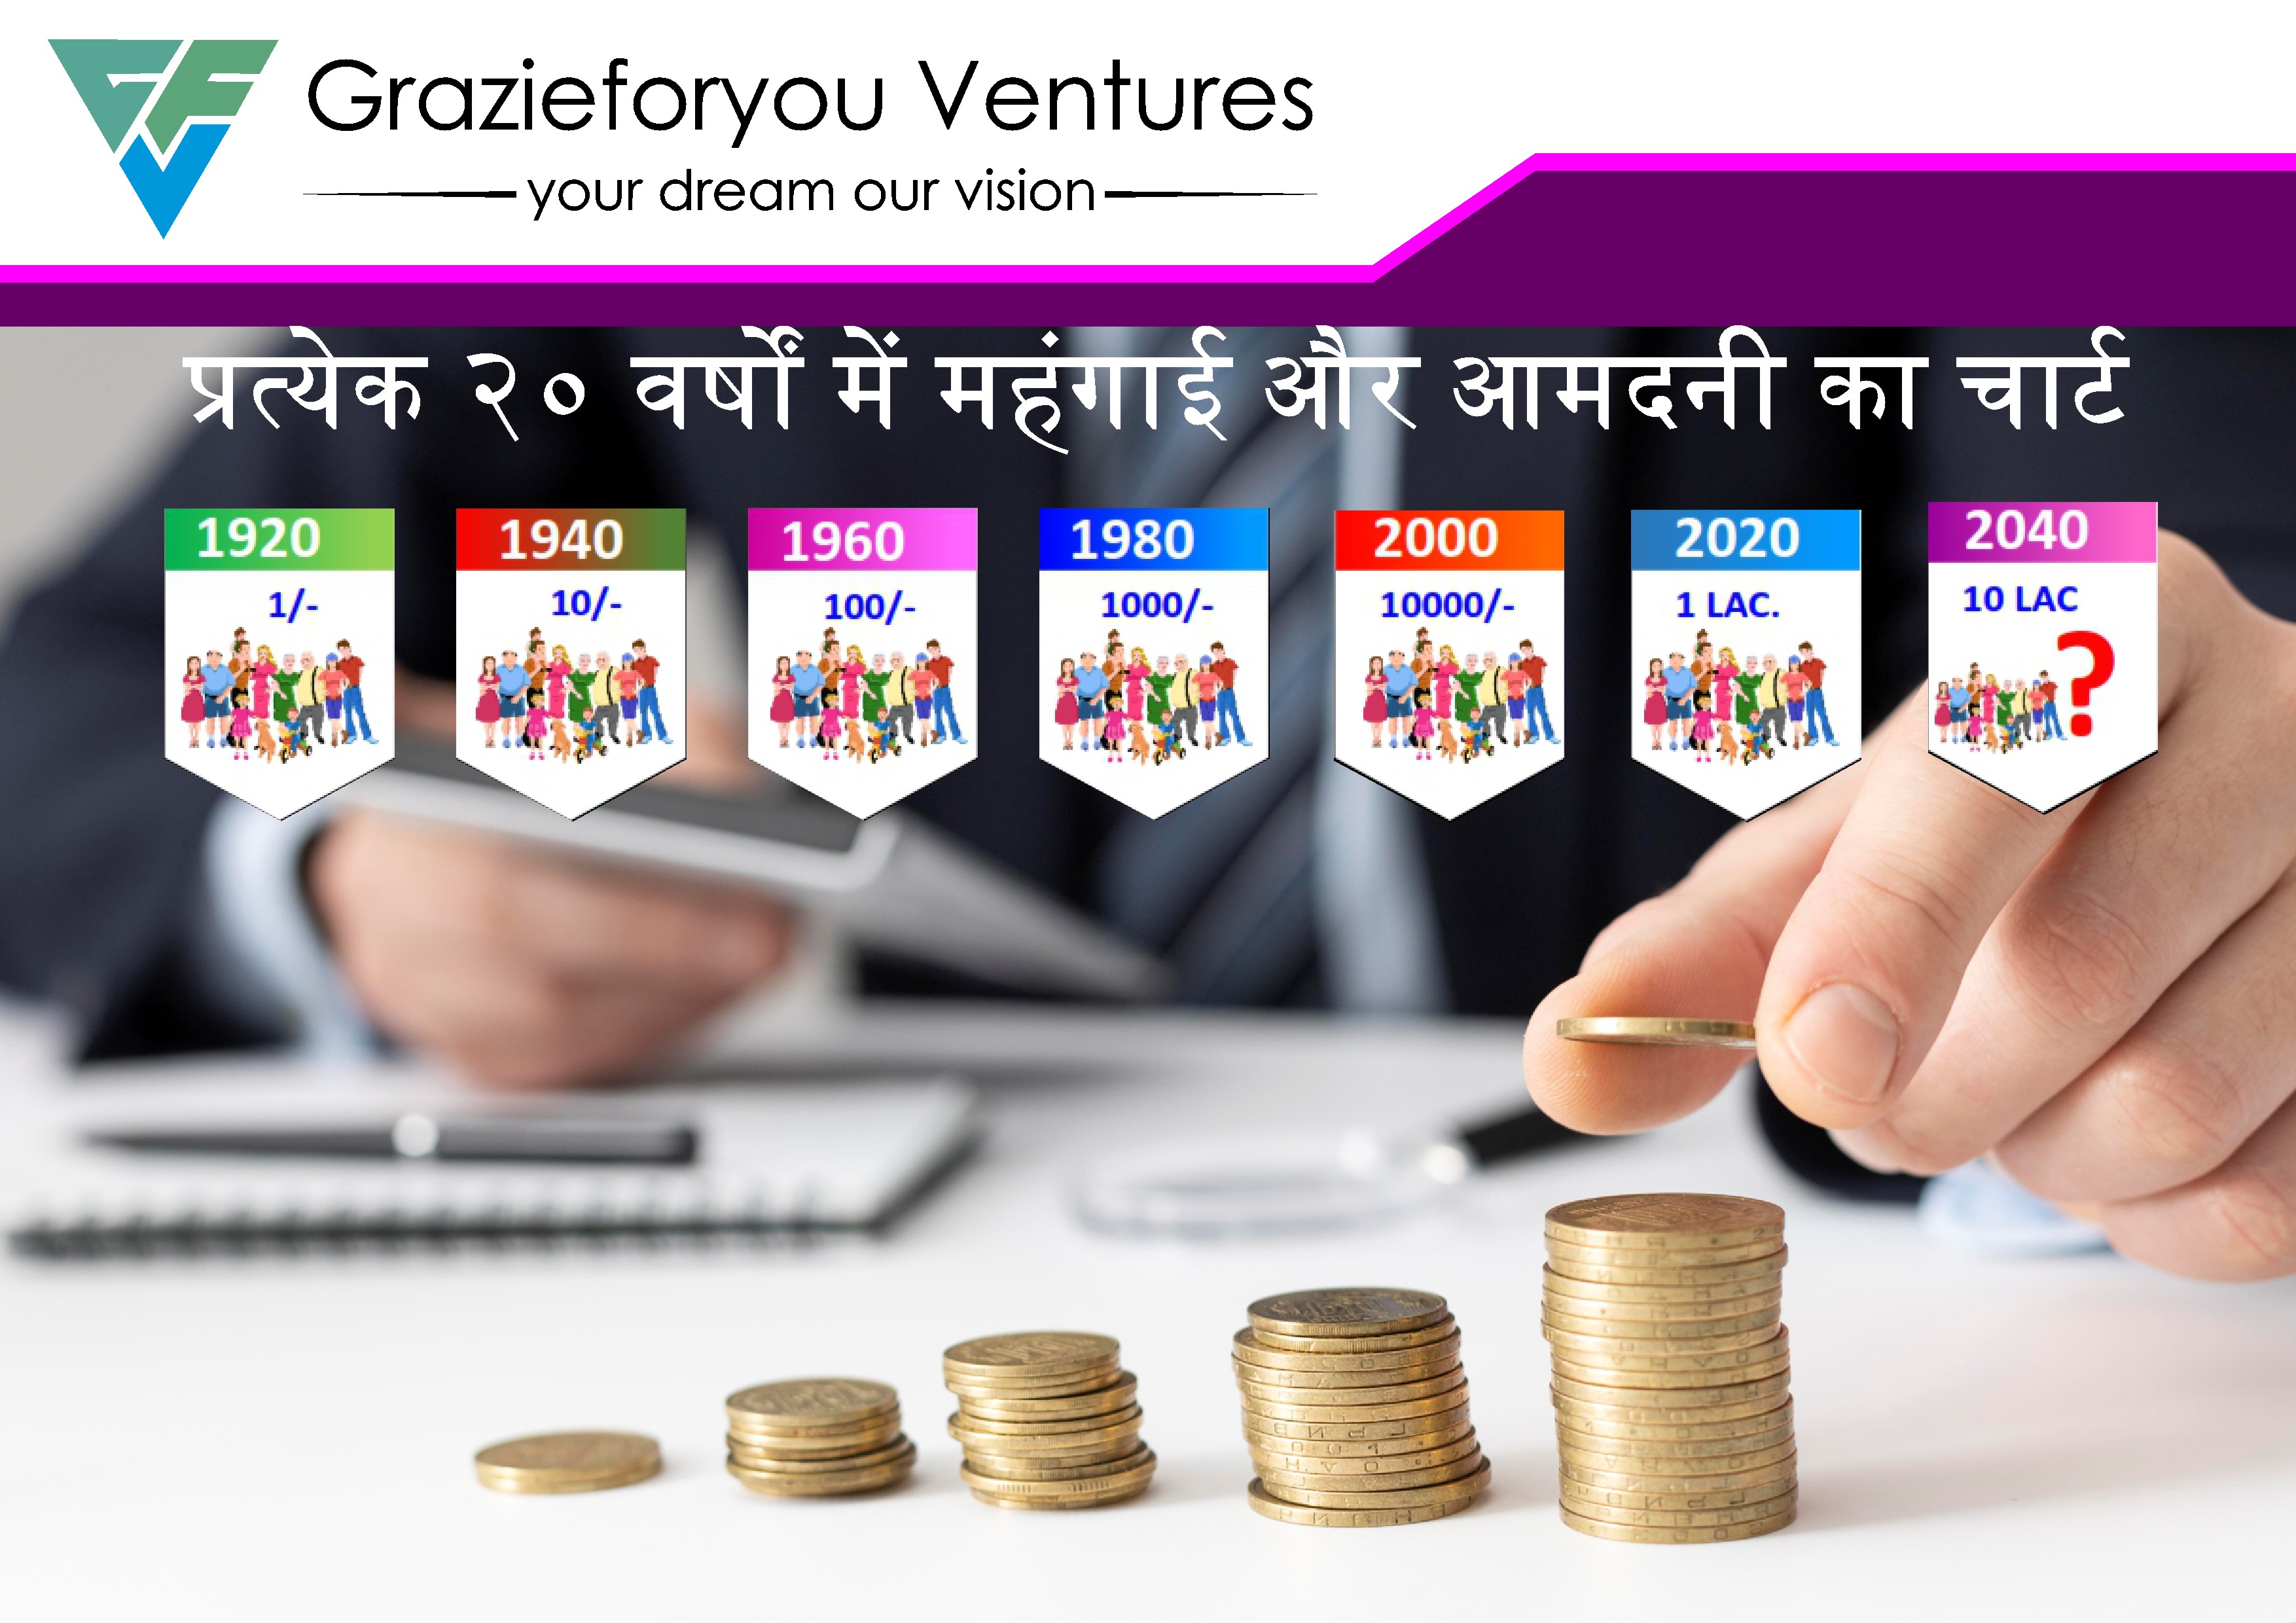 Grazieforyou Ventures
your dream our vision
प्रत्येक २० वर्षों में महंगाई और आमदनी का चार्ट
1920
1/-
1940
10/-
1960
100/-
1980
1000/-
2000
10000/-
2020
1 LAC.
2040
10 LAC
?